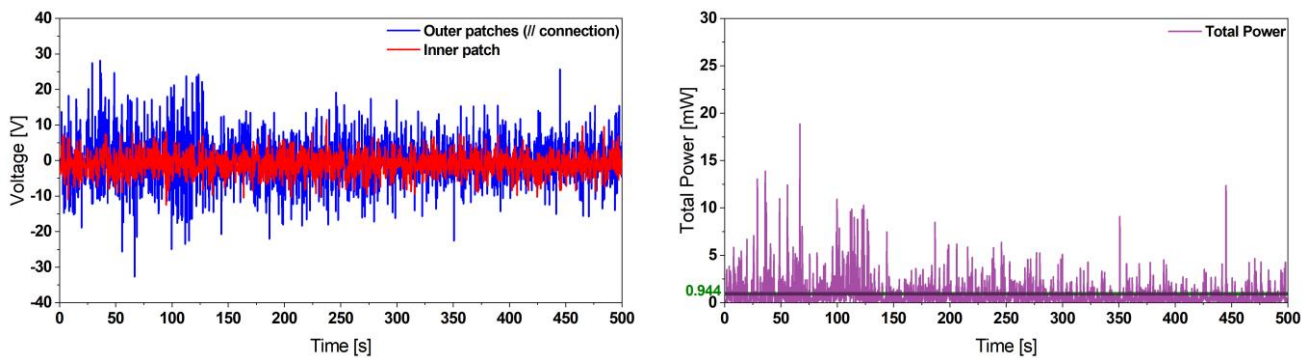 40
30
20
10
0
-10
-20
-30
-40
Voltage [V]
Outer patches (// connection)
Inner patch
0 50 100 150 200 250 300 350 400 450 500
Time [s]
30
25
20
15
10
5
0.944
0
Total Power [mW]
Total Power
0 50 100 150 200 250 300 350 400 450 500
Time [s]